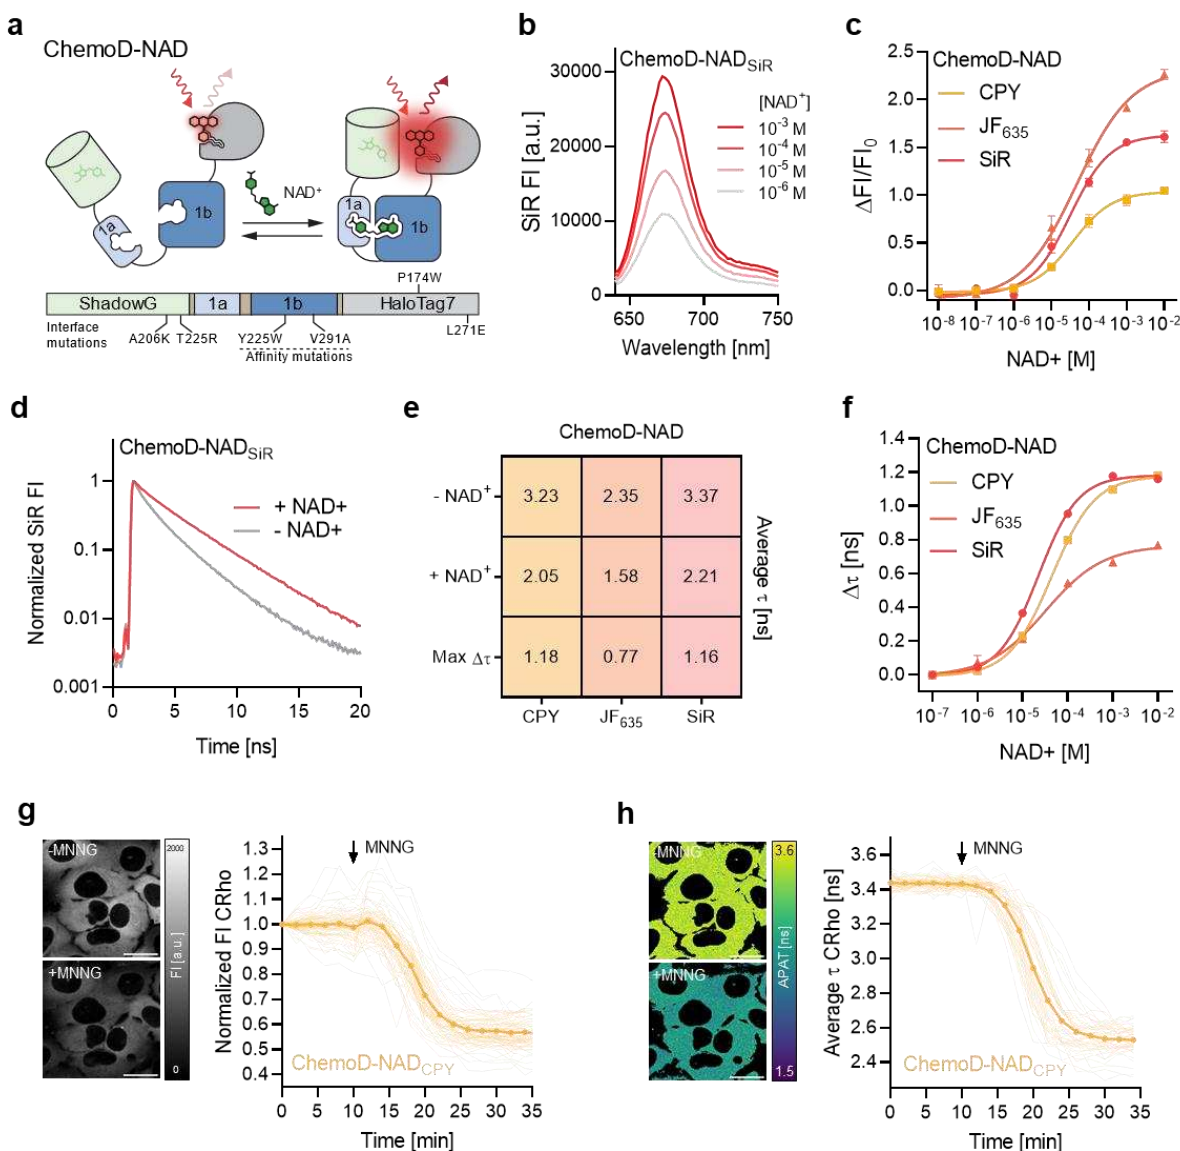 a
ChemoD-NAD
1a
1b
NAD⁺
1a
1b
P174W
ShadowG
1a
1b
HaloTag7
Interface
mutations
A206K
T225R
Y225W
V291A
L271E
Affinity mutations
b
ChemoD-NAD_SiR
30000
20000
10000
0
SiR FI [a.u.]
[NAD⁺]
10⁻³ M
10⁻⁴ M
10⁻⁵ M
10⁻⁶ M
650
700
750
Wavelength [nm]
c
ChemoD-NAD
CPY
JF₆₃₅
SiR
2.5
2.0
1.5
1.0
0.5
0.0
ΔFI/FI₀
10⁻⁸
10⁻⁷
10⁻⁶
10⁻⁵
10⁻⁴
10⁻³
10⁻²
NAD+ [M]
d
ChemoD-NAD_SiR
+ NAD+
- NAD+
1
0.1
0.01
0.001
Normalized SiR FI
0
5
10
15
20
Time [ns]
e
ChemoD-NAD
- NAD⁺
3.23
2.35
3.37
+ NAD⁺
2.05
1.58
2.21
Max Δτ
1.18
0.77
1.16
Average τ [ns]
CPY
JF₆₃₅
SiR
f
ChemoD-NAD
CPY
JF₆₃₅
SiR
1.4
1.2
1.0
0.8
0.6
0.4
0.2
0.0
Δτ [ns]
10⁻⁷
10⁻⁶
10⁻⁵
10⁻⁴
10⁻³
10⁻²
NAD+ [M]
g
-MNNG
+MNNG
2000
FI [a.u.]
0
1.3
1.2
1.1
1.0
0.9
0.8
0.7
0.6
0.5
0.4
Normalized FI CRho
MNNG
ChemoD-NAD_CPY
0
5
10
15
20
25
30
35
Time [min]
h
-MNNG
+MNNG
3.6
APAT [ns]
1.5
3.6
3.4
3.2
3.0
2.8
2.6
2.4
Average τ CRho [ns]
MNNG
ChemoD-NAD_CPY
0
5
10
15
20
25
30
35
Time [min]